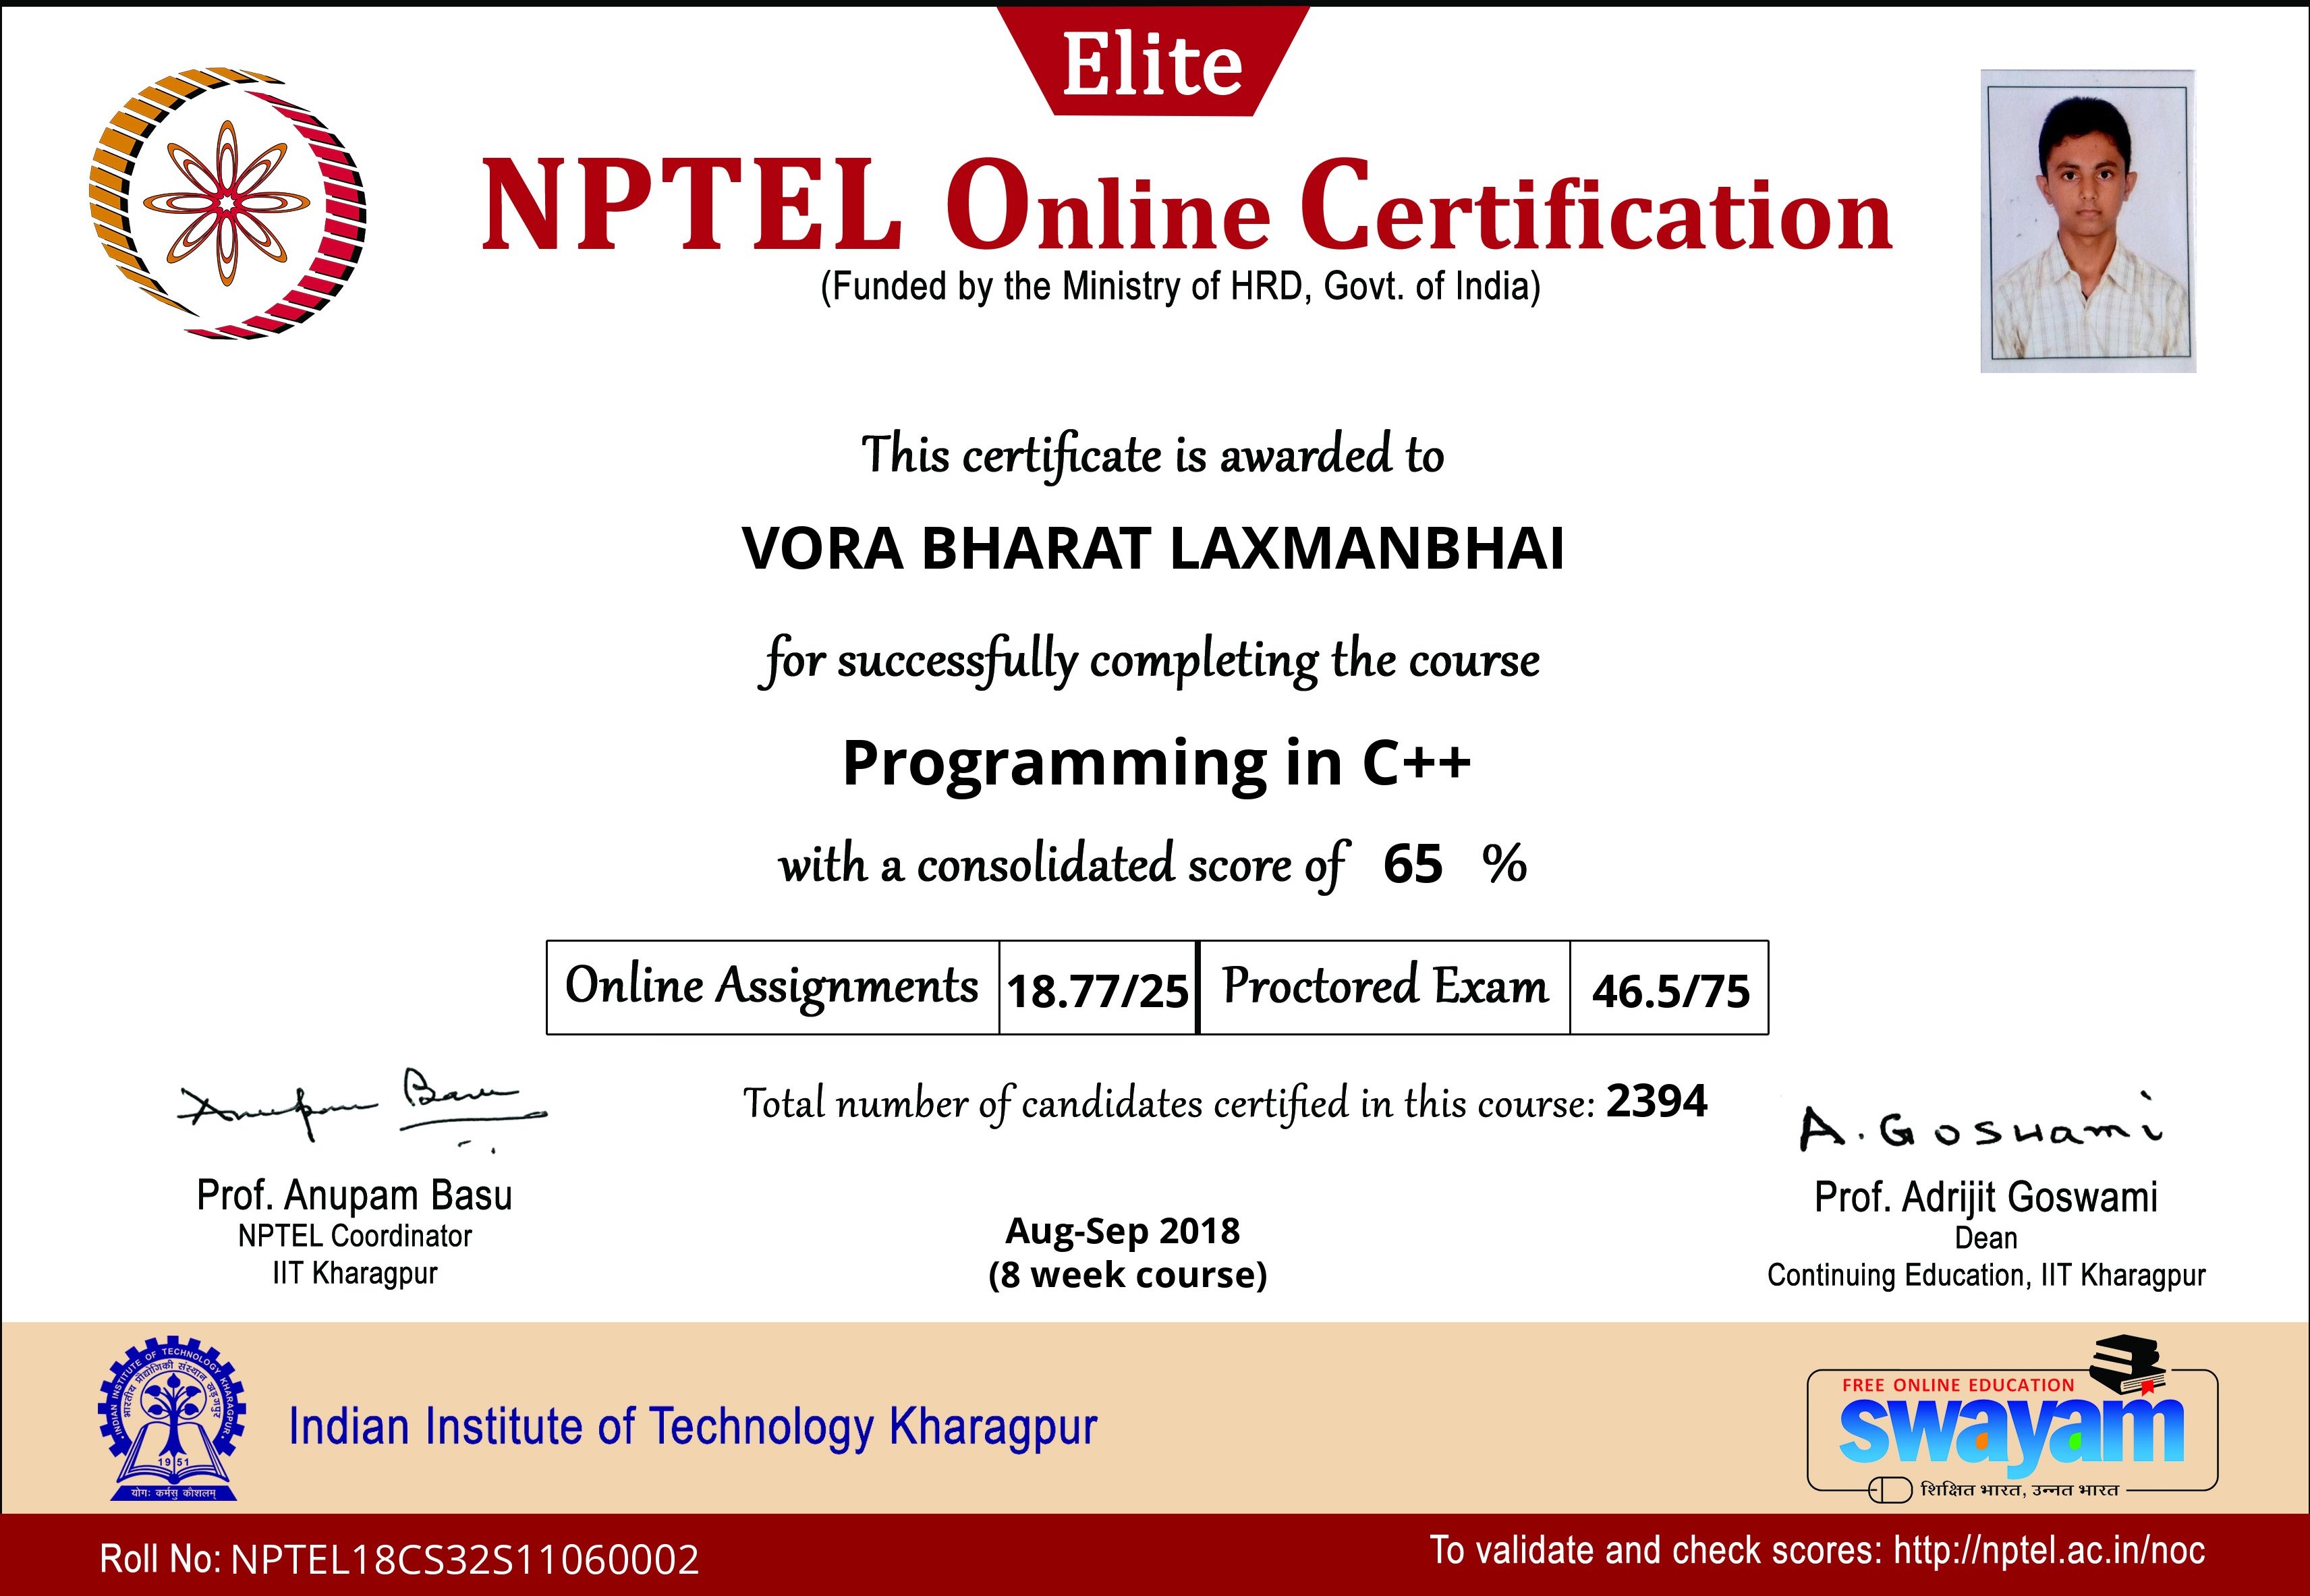 Elite
NPTEL Online Certification
(Funded by the Ministry of HRD, Govt. of India)
This certificate is awarded to
VORA BHARAT LAXMANBHAI
for successfully completing the course
Programming in C++
with a consolidated score of 65 %
Online Assignments 18.77/25 Proctored Exam 46.5/75
Total number of candidates certified in this course: 2394
Anupam Basu
A. Goswami
Prof. Anupam Basu
NPTEL Coordinator
IIT Kharagpur
Aug-Sep 2018
(8 week course)
Prof. Adrijit Goswami
Dean
Continuing Education, IIT Kharagpur
INDIAN INSTITUTE OF TECHNOLOGY KHARAGPUR
भारतीय प्रौद्योगिकी संस्थान खड़गपुर
1951
योगः कर्मसु कौशलम्
Indian Institute of Technology Kharagpur
FREE ONLINE EDUCATION
swayam
शिक्षित भारत, उन्नत भारत
Roll No: NPTEL18CS32S11060002
To validate and check scores: http://nptel.ac.in/noc